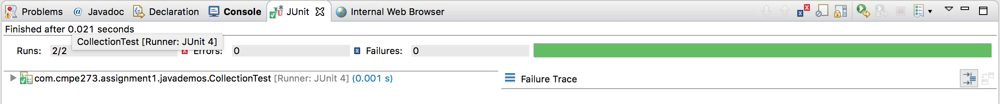 Problems @ Javadoc Declaration Console JUnit Internal Web Browser
Finished after 0.021 seconds
CollectionTest [Runner: JUnit 4]
Runs: 2/2 Errors: 0 Failures: 0
com.cmpe273.assignment1.javademos.CollectionTest [Runner: JUnit 4] (0.001 s)
Failure Trace